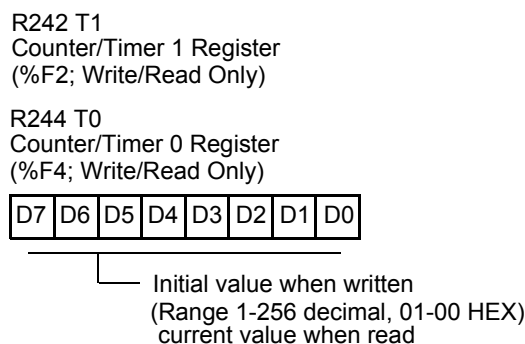 R242 T1
Counter/Timer 1 Register
(%F2; Write/Read Only)
R244 T0
Counter/Timer 0 Register
(%F4; Write/Read Only)
D7 D6 D5 D4 D3 D2 D1 D0
Initial value when written
(Range 1-256 decimal, 01-00 HEX)
current value when read